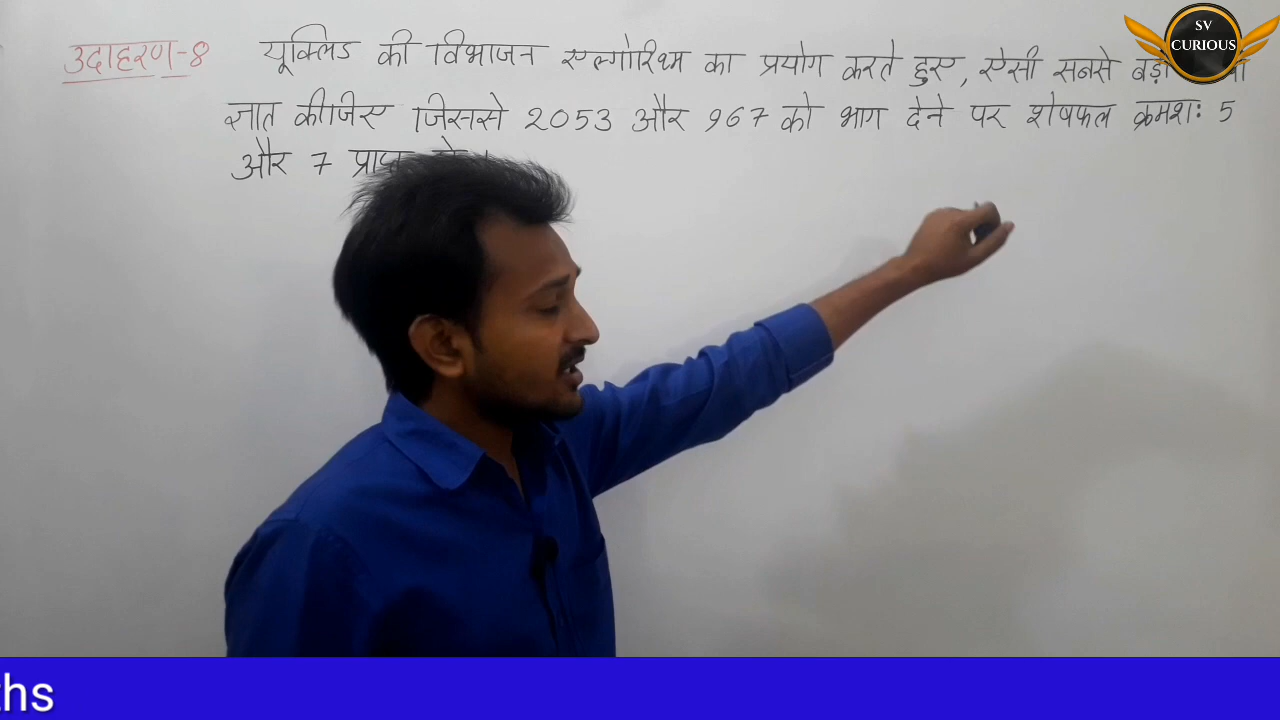 SV
CURIOUS
उदाहरण-8 यूक्लिड की विभाजन एल्गोरिथ्म का प्रयोग करते हुए, ऐसी सबसे बड़ी
ज्ञात कीजिए जिससे 2053 और 967 को भाग देने पर शेषफल क्रमशः 5
और 7 प्राप्त
ths